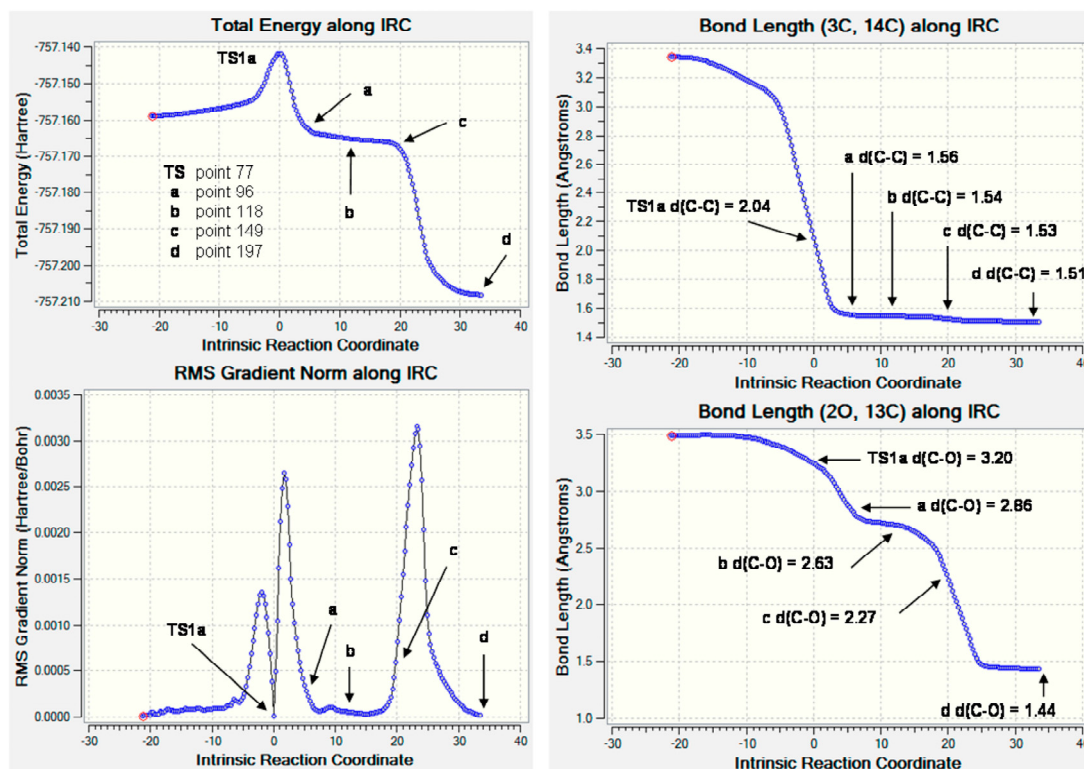 Total Energy along IRC
Total Energy (Hartree)
-757.140
-757.150
-757.160
-757.170
-757.180
-757.190
-757.200
-757.210
TS1a
a
c
b
d
TS point 77
a point 96
b point 118
c point 149
d point 197
-30 -20 -10 0 10 20 30 40
Intrinsic Reaction Coordinate
Bond Length (3C, 14C) along IRC
Bond Length (Angstroms)
3.4
3.2
3.0
2.8
2.6
2.4
2.2
2.0
1.8
1.6
1.4
a d(C-C) = 1.56
b d(C-C) = 1.54
TS1a d(C-C) = 2.04
c d(C-C) = 1.53
d d(C-C) = 1.51
-30 -20 -10 0 10 20 30 40
Intrinsic Reaction Coordinate
RMS Gradient Norm along IRC
RMS Gradient Norm (Hartree/Bohr)
0.0035
0.0030
0.0025
0.0020
0.0015
0.0010
0.0005
0.0000
c
TS1a
a
b
d
-30 -20 -10 0 10 20 30 40
Intrinsic Reaction Coordinate
Bond Length (2O, 13C) along IRC
Bond Length (Angstroms)
3.5
3.0
2.5
2.0
1.5
1.0
TS1a d(C-O) = 3.20
a d(C-O) = 2.86
b d(C-O) = 2.63
c d(C-O) = 2.27
d d(C-O) = 1.44
-30 -20 -10 0 10 20 30 40
Intrinsic Reaction Coordinate